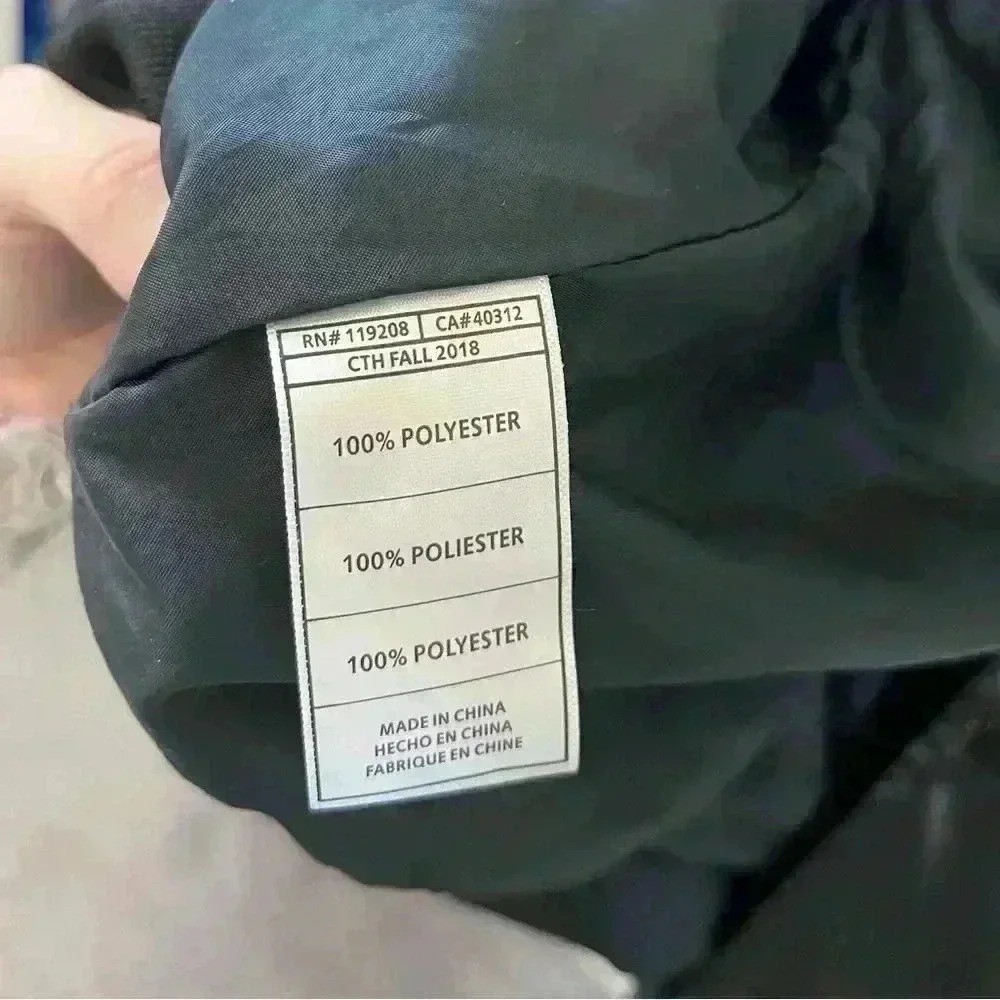 RN# 119208 CA#40312
CTH FALL 2018
100% POLYESTER
100% POLIESTER
100% POLYESTER
MADE IN CHINA
HECHO EN CHINA
FABRIQUE EN CHINE